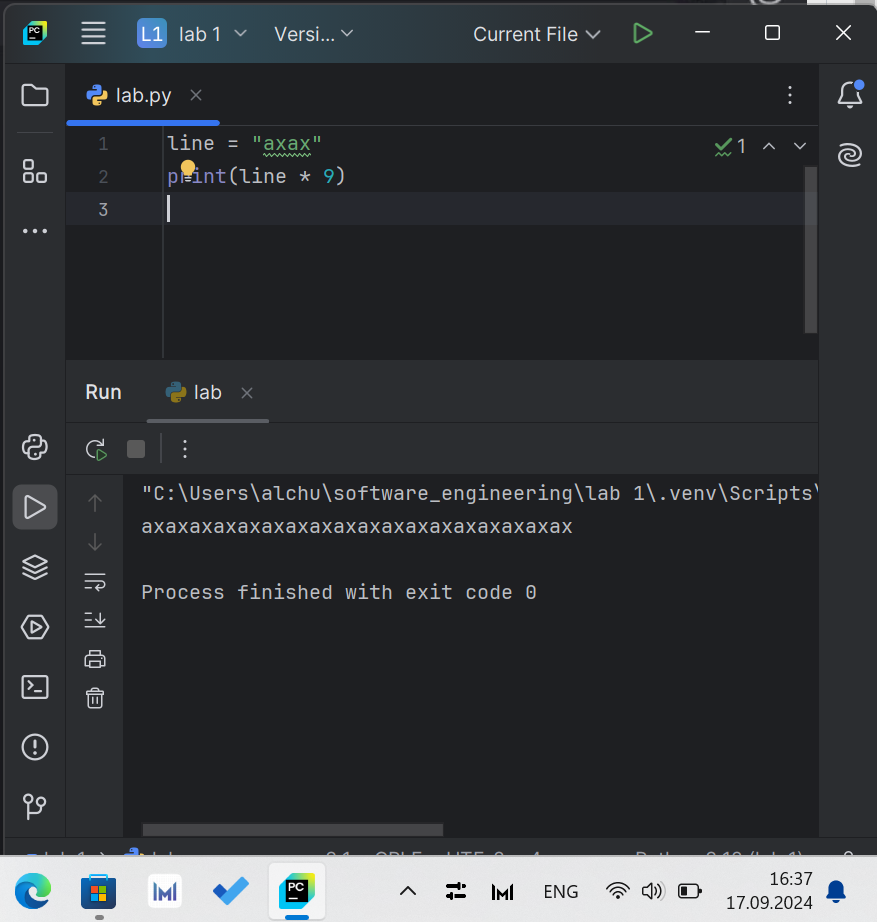 PC L1 lab 1 Versi... Current File
lab.py
1 line = "axax"
1
2 print(line * 9)
3
Run lab
"C:\Users\alchu\software_engineering\lab 1\.venv\Scripts\
axaxaxaxaxaxaxaxaxaxaxaxaxaxaxaxaxax
Process finished with exit code 0
PC
ENG
16:37
17.09.2024